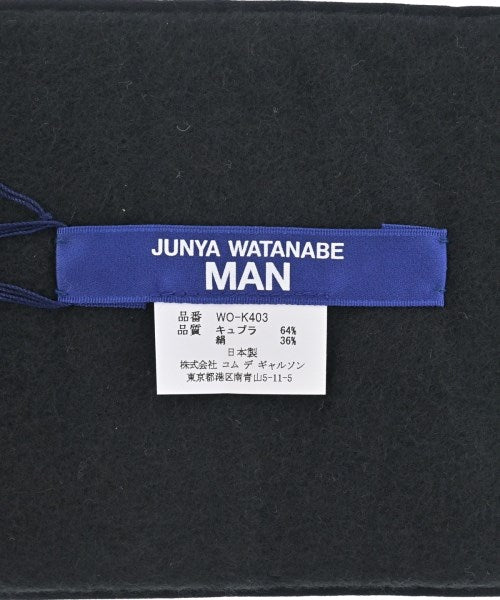 JUNYA WATANABE
MAN
品番 WO-K403
品質 キュプラ 64%
絹 36%
日本製
株式会社 コム デ ギャルソン
東京都港区南青山5-11-5